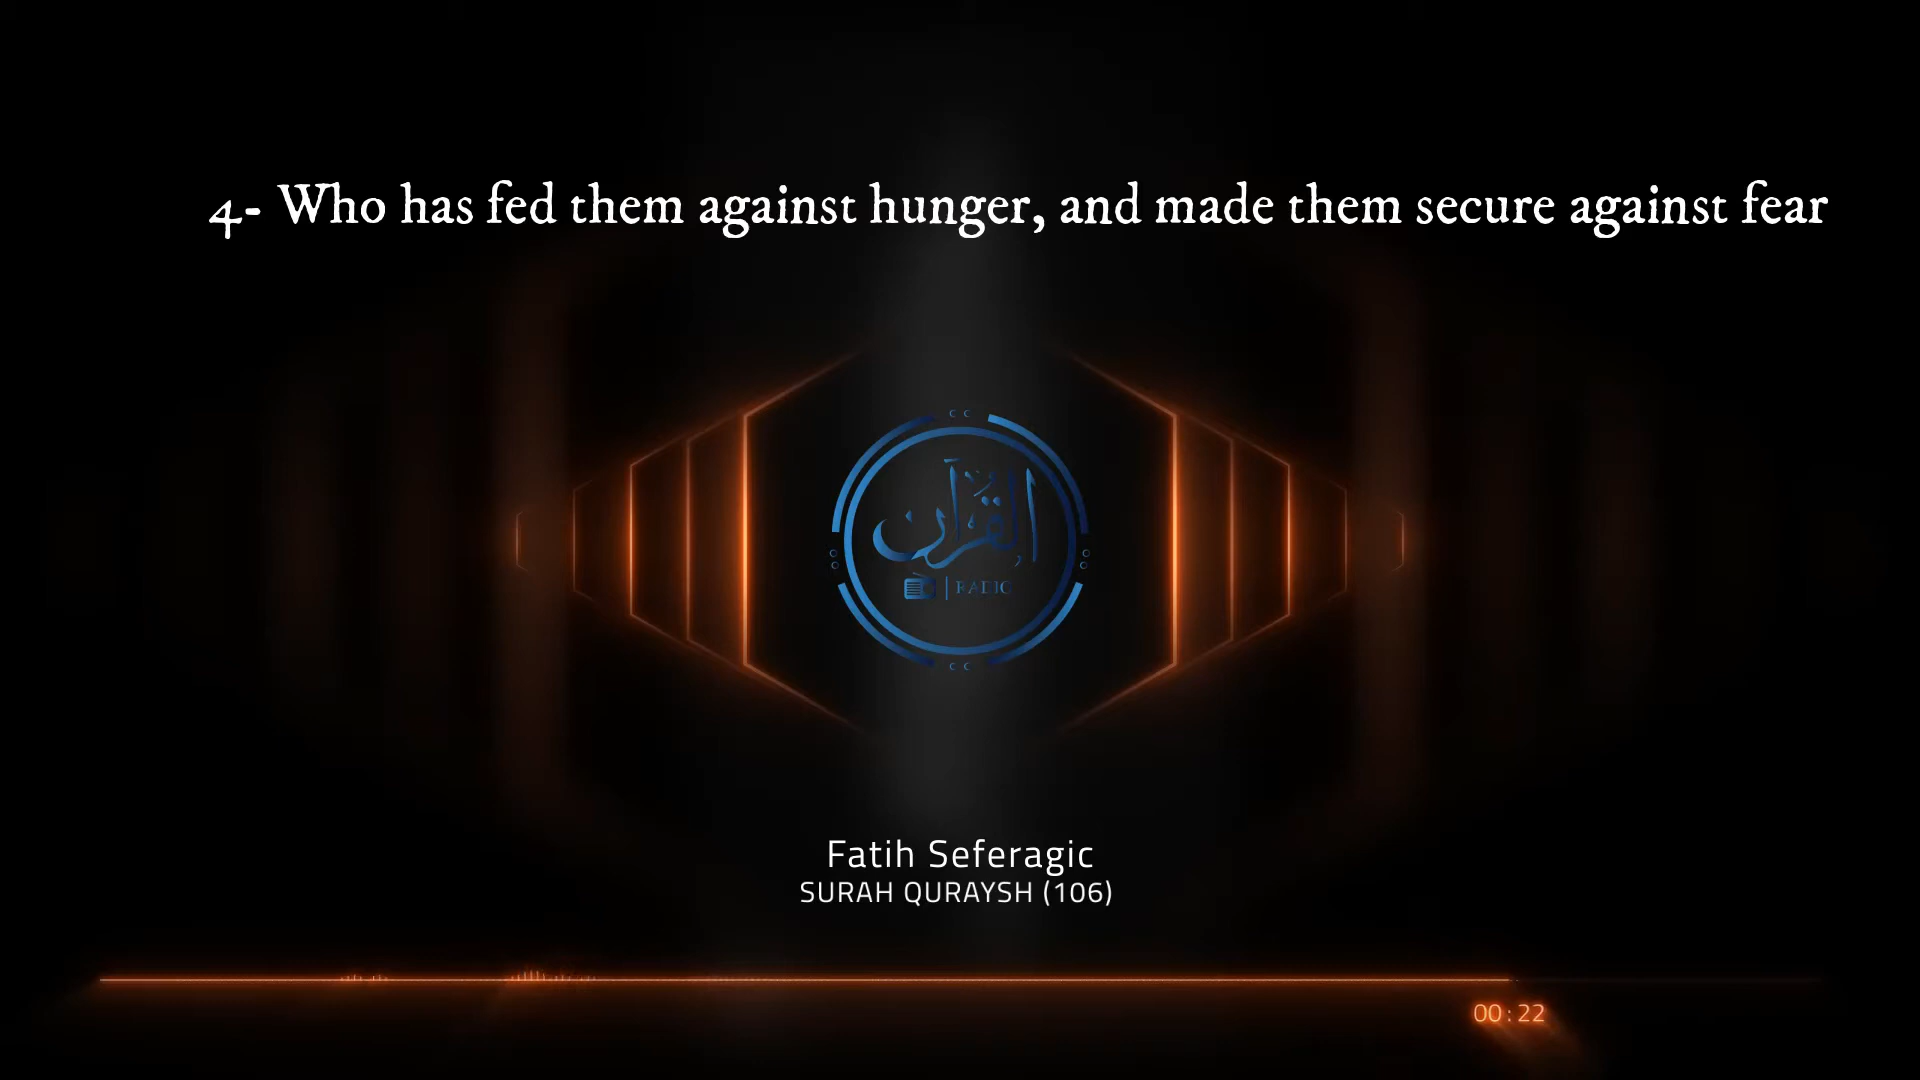 4- Who has fed them against hunger, and made them secure against fear
القرآن
RADIO
Fatih Seferagic
SURAH QURAYSH (106)
00:22